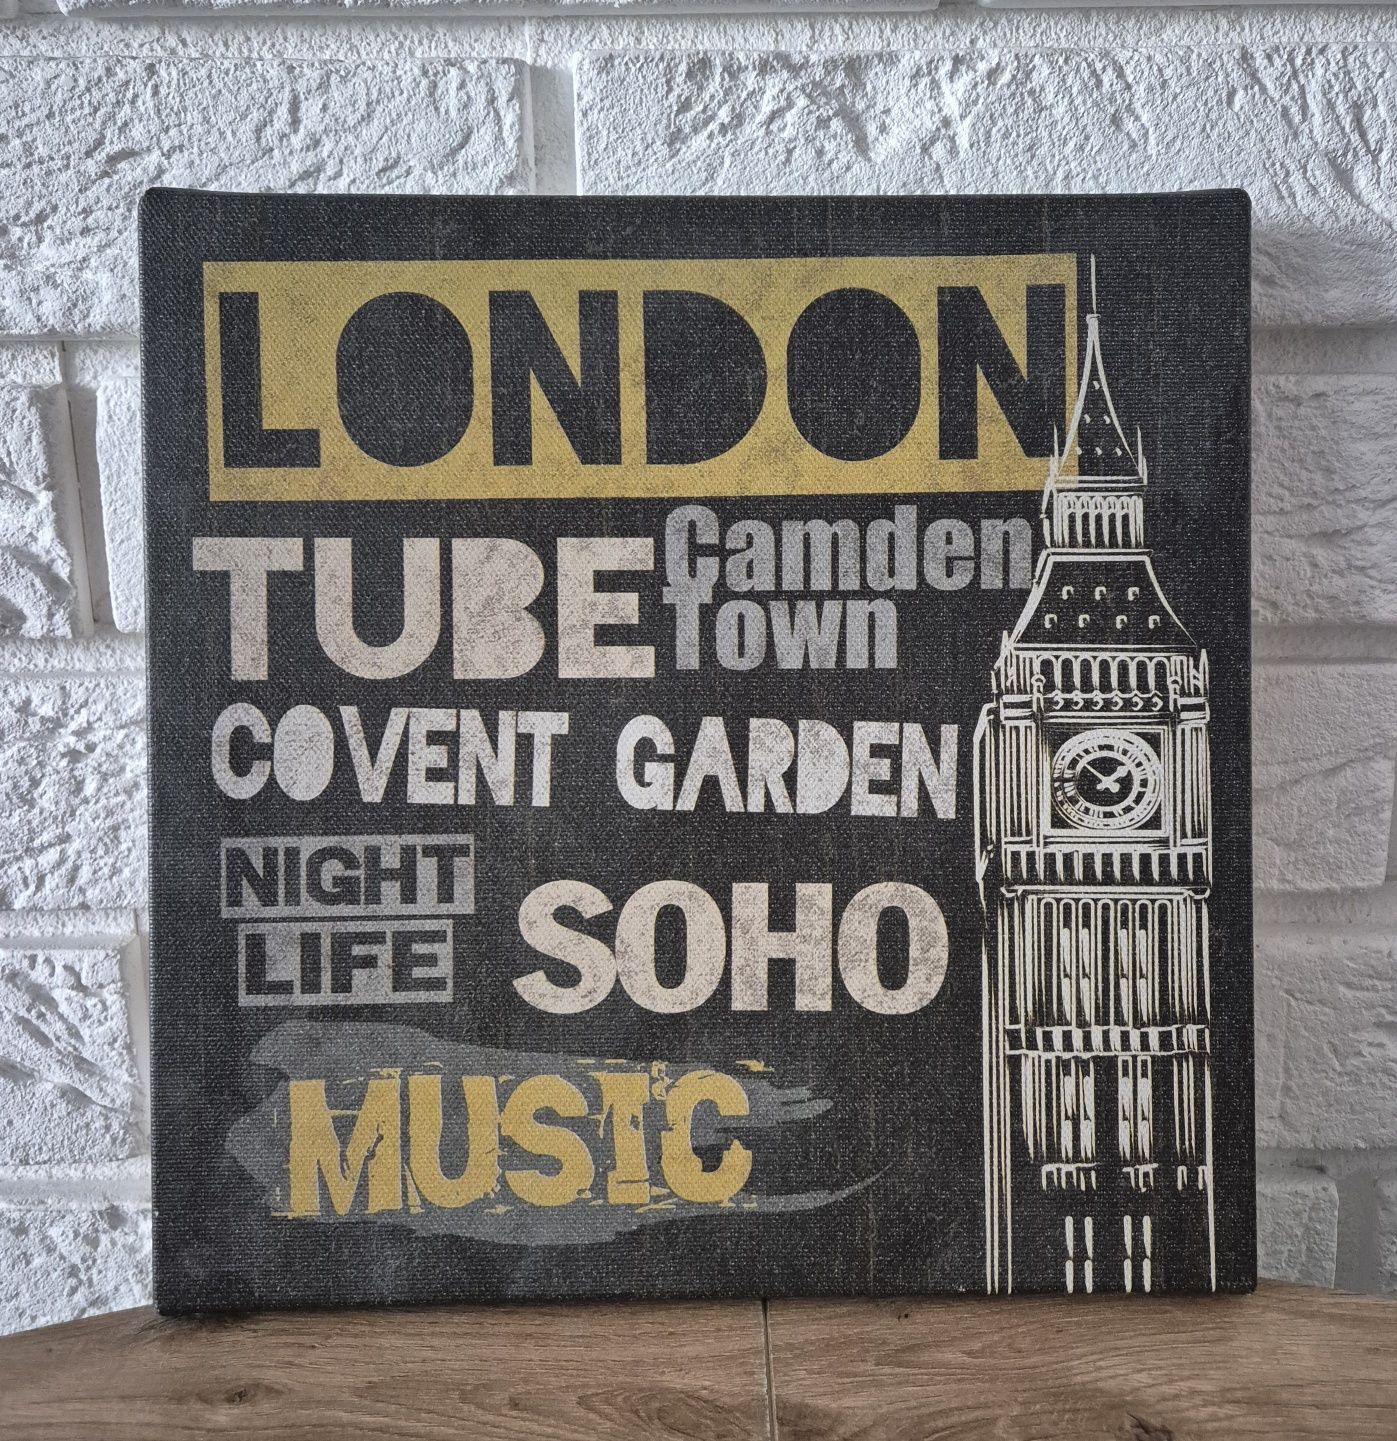 LONDON
TUBE
Camden
Town
COVENT GARDEN
NIGHT
LIFE
SOHO
MUSIC